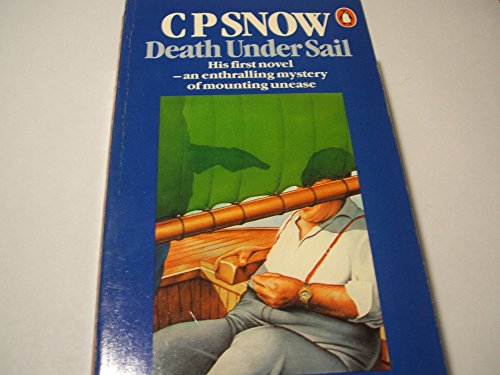 C P SNOW
Death Under Sail
His first novel
– an enthralling mystery
of mounting unease